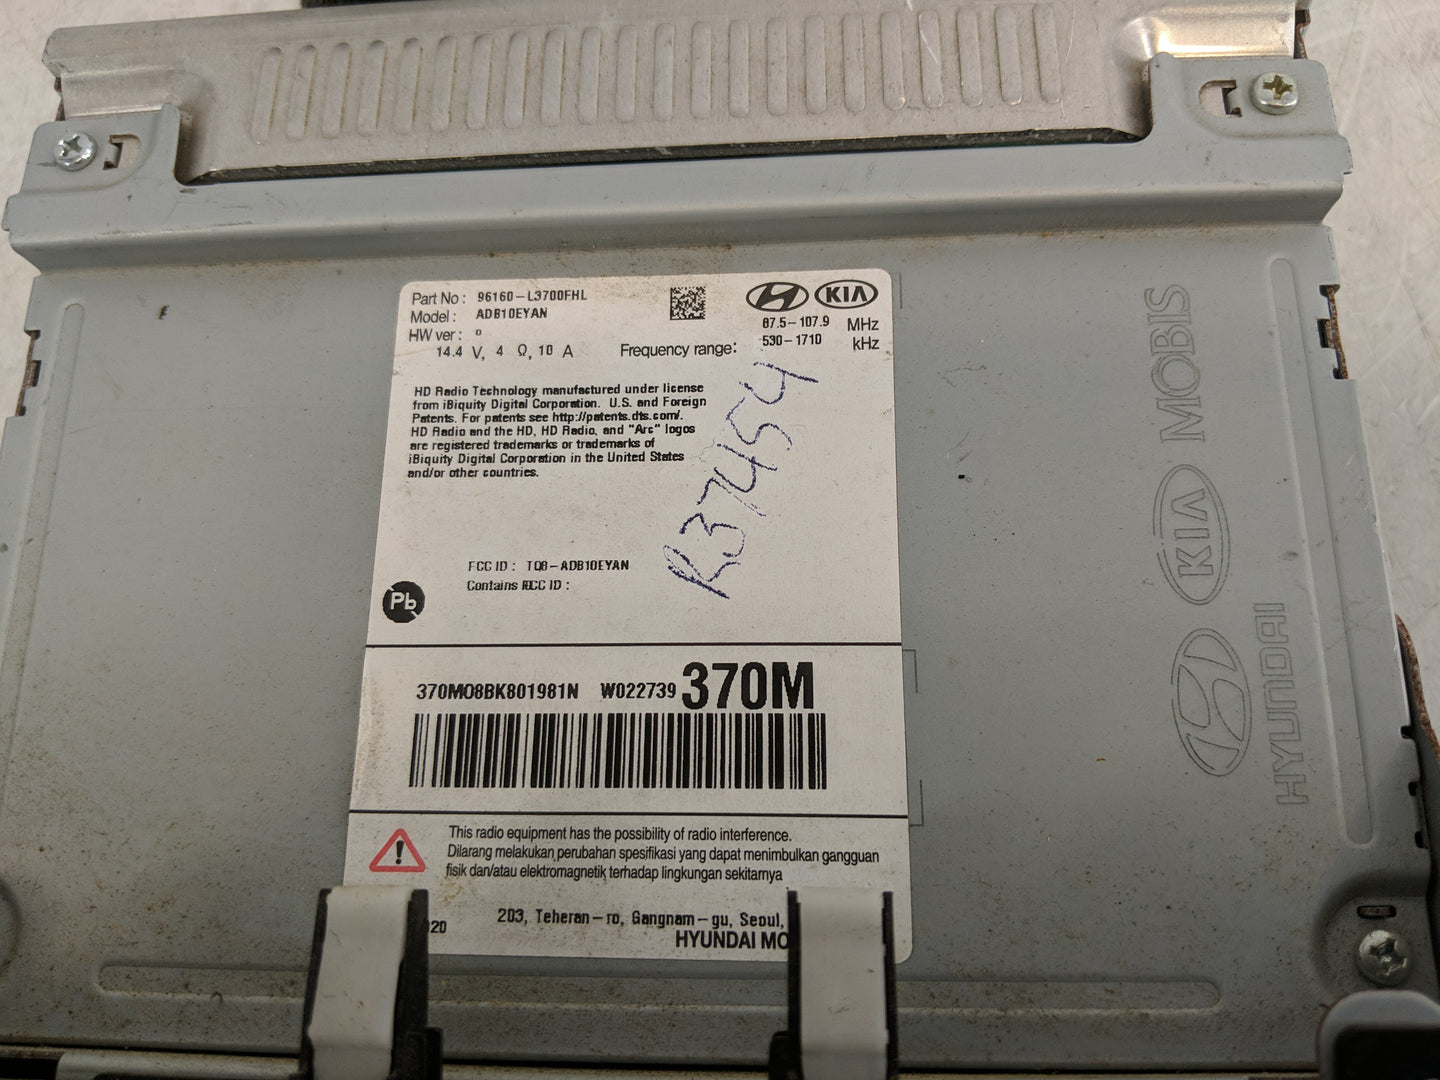 Part No : 96160-L3700FHL
Model : ADB10EYAN
HW ver :
14.4 V, 4 Ω, 10 A
KIA
87.5-107.9 MHz
Frequency range: 530-1710 kHz
HD Radio Technology manufactured under license
from iBiquity Digital Corporation. U.S. and Foreign
Patents. For patents see http://patents.dts.com/.
HD Radio and the HD, HD Radio, and "Arc" logos
are registered trademarks or trademarks of
iBiquity Digital Corporation in the United States
and/or other countries.
R374454
FCC ID : TQ8-ADB10EYAN
Contains FCC ID :
Pb
370MO8BK801981N W022739 370M
This radio equipment has the possibility of radio interference.
Dilarang melakukan perubahan spesifikasi yang dapat menimbulkan gangguan
fisik dan/atau elektromagnetik terhadap lingkungan sekitarnya
020 203, Teheran-ro, Gangnam-gu, Seoul,
HYUNDAI MO
MOBIS
KIA
HYUNDAI